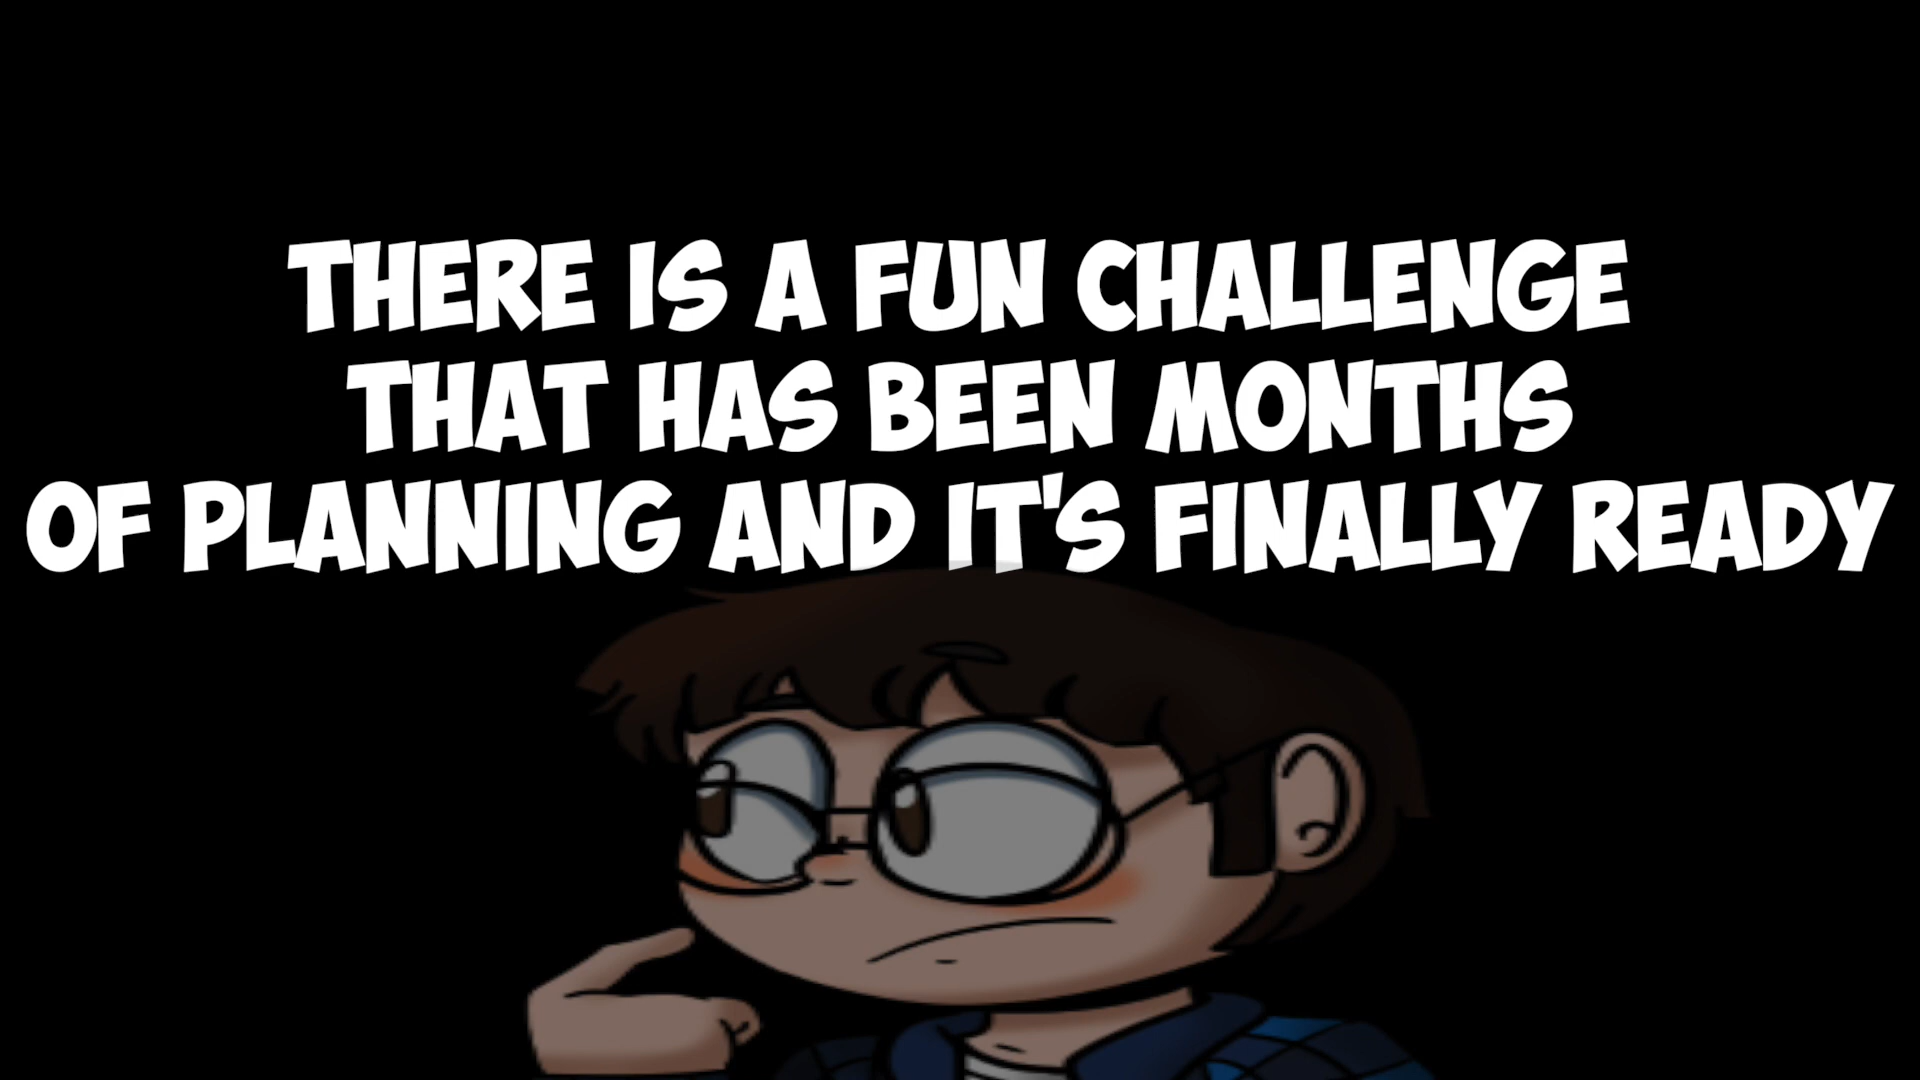 THERE IS A FUN CHALLENGE
THAT HAS BEEN MONTHS
OF PLANNING AND IT'S FINALLY READY